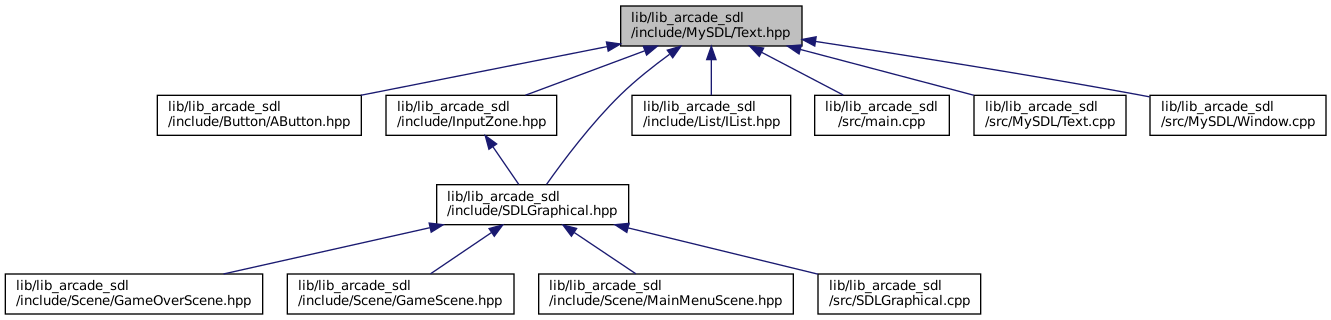 lib/lib_arcade_sdl
/include/MySDL/Text.hpp
lib/lib_arcade_sdl
/include/Button/AButton.hpp
lib/lib_arcade_sdl
/include/InputZone.hpp
lib/lib_arcade_sdl
/include/List/IList.hpp
lib/lib_arcade_sdl
/src/main.cpp
lib/lib_arcade_sdl
/src/MySDL/Text.cpp
lib/lib_arcade_sdl
/src/MySDL/Window.cpp
lib/lib_arcade_sdl
/include/SDLGraphical.hpp
lib/lib_arcade_sdl
/include/Scene/GameOverScene.hpp
lib/lib_arcade_sdl
/include/Scene/GameScene.hpp
lib/lib_arcade_sdl
/include/Scene/MainMenuScene.hpp
lib/lib_arcade_sdl
/src/SDLGraphical.cpp